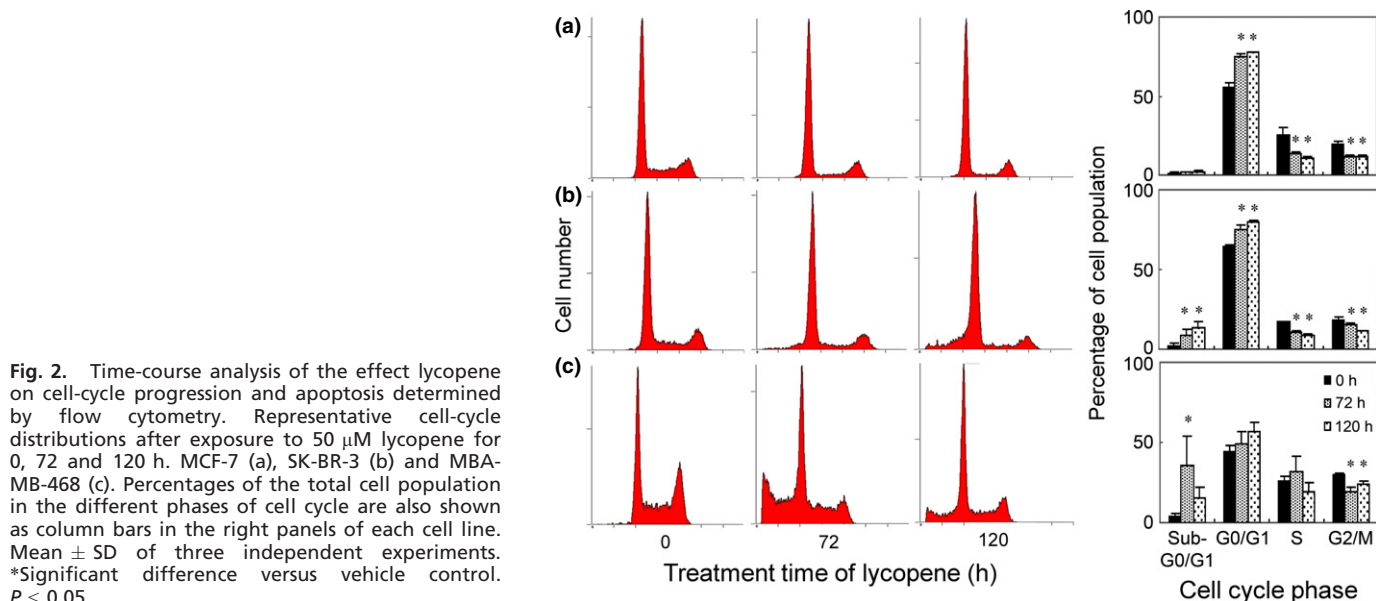 Fig. 2. Time-course analysis of the effect lycopene
on cell-cycle progression and apoptosis determined
by flow cytometry. Representative cell-cycle
distributions after exposure to 50 μM lycopene for
0, 72 and 120 h. MCF-7 (a), SK-BR-3 (b) and MBA-
MB-468 (c). Percentages of the total cell population
in the different phases of cell cycle are also shown
as column bars in the right panels of each cell line.
Mean ± SD of three independent experiments.
*Significant difference versus vehicle control.
P < 0.05
(a)
(b)
(c)
Cell number
0 72 120
Treatment time of lycopene (h)
Percentage of cell population
100
50
0
* *
* *
* *
100
50
0
* *
* *
* *
* *
100
50
0
*
* *
0 h
72 h
120 h
Sub-
G0/G1 G0/G1 S G2/M
Cell cycle phase